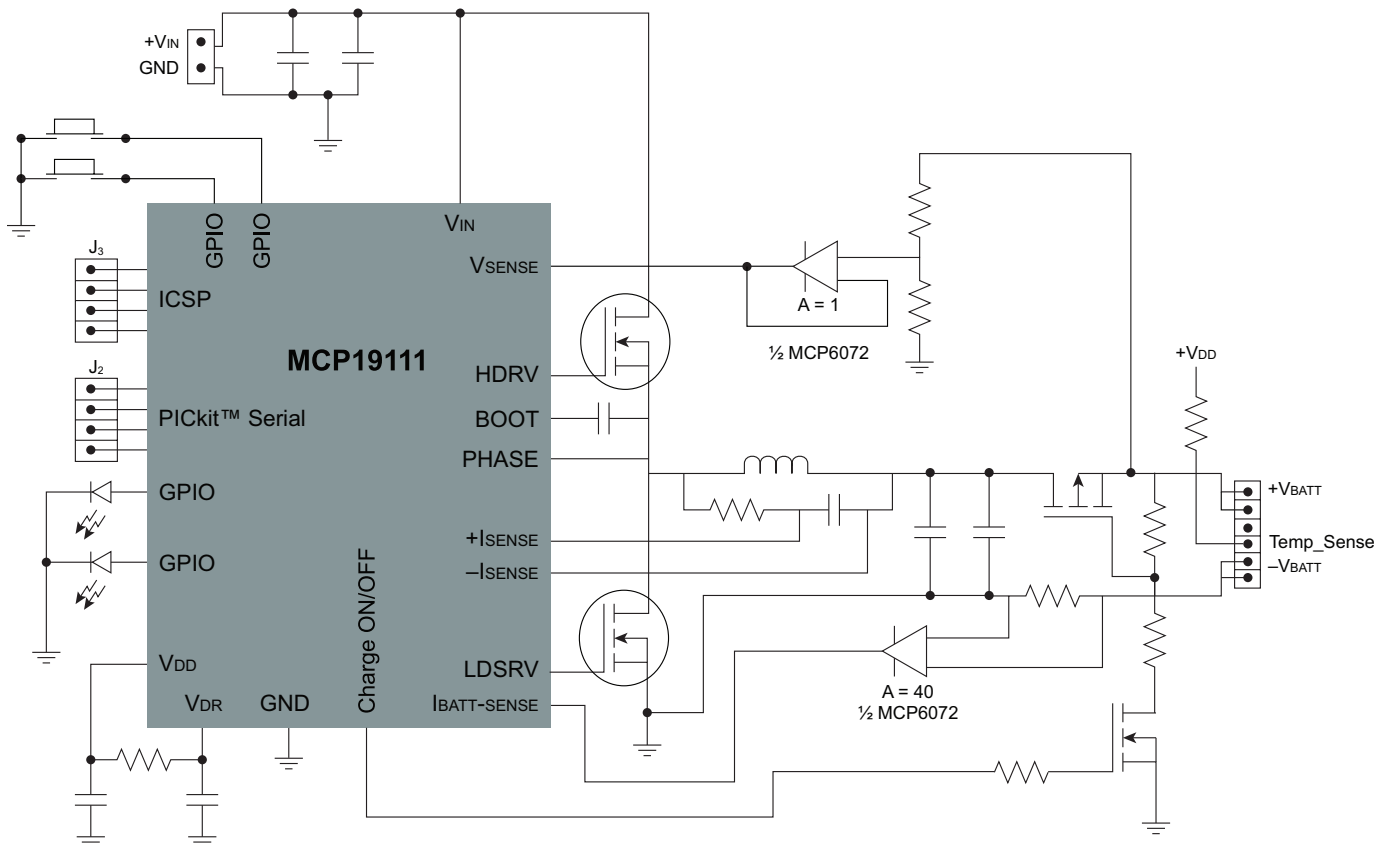 +VIN
GND
GPIO
GPIO
VIN
J3
ICSP
VSENSE
A = 1
½ MCP6072
MCP19111
HDRV
+VDD
J2
PICkit™ Serial
BOOT
PHASE
GPIO
+VBATT
+ISENSE
Temp_Sense
GPIO
–ISENSE
–VBATT
Charge ON/OFF
VDD
LDSRV
A = 40
½ MCP6072
VDR
GND
IBATT-SENSE